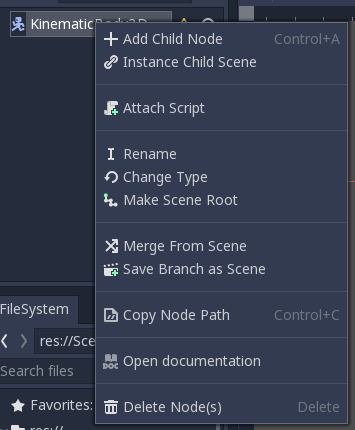 Kinematic
Add Child Node Control+A
Instance Child Scene
Attach Script
Rename
Change Type
Make Scene Root
Merge From Scene
Save Branch as Scene
FileSystem
Copy Node Path Control+C
res://Sce
Open documentation
Search files
Favorites:
Delete Node(s) Delete
res://